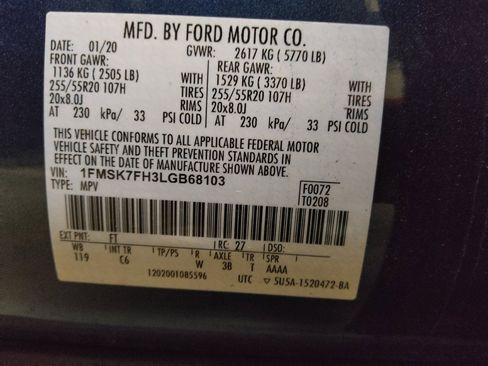 MFD. BY FORD MOTOR CO.
DATE: 01/20 GVWR: 2617 KG ( 5770 LB)
FRONT GAWR: REAR GAWR:
1136 KG ( 2505 LB) WITH 1529 KG ( 3370 LB) WITH
255/55R20 107H TIRES 255/55R20 107H TIRES
20x8.0J RIMS 20x8.0J RIMS
AT 230 kPa/ 33 PSI COLD AT 230 kPa/ 33 PSI COLD
THIS VEHICLE CONFORMS TO ALL APPLICABLE FEDERAL MOTOR
VEHICLE SAFETY AND THEFT PREVENTION STANDARDS IN
EFFECT ON THE DATE OF MANUFACTURE SHOWN ABOVE.
VIN: 1FMSK7FH3LGB68103
TYPE: MPV
F0072
T0208
EXT PNT: FT RC: 27 DSO:
WB INT TR TP/PS R AXLE TR SPR
119 C6 W 3B T AAAA
1202001085596 UTC ▽ 5U5A-1520472-BA